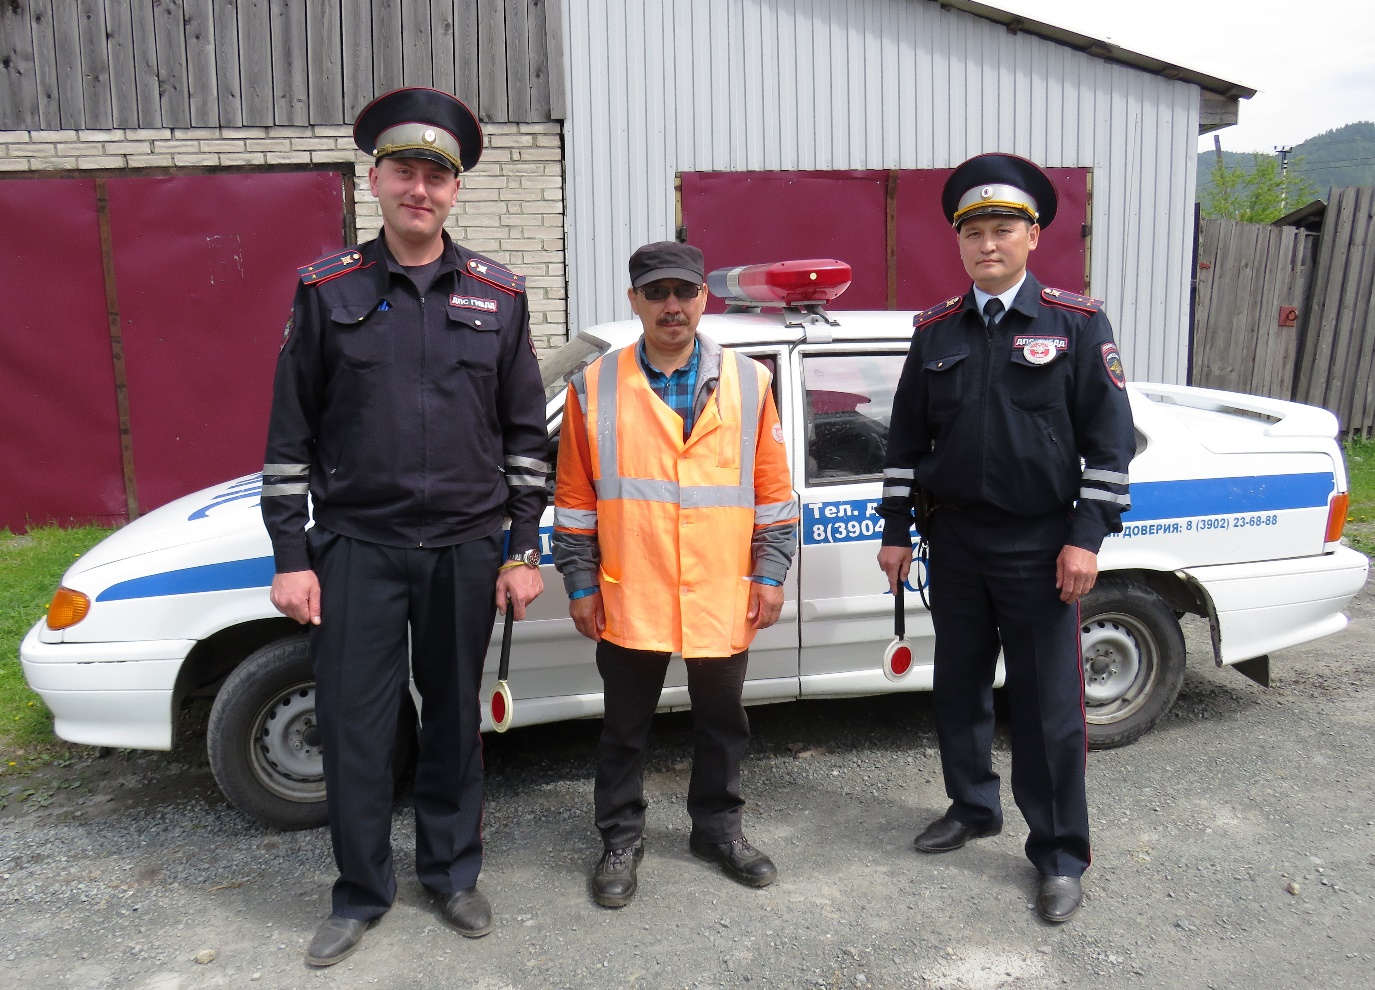 ДПС ГИБДД
ДПС ГИБДД
Тел. д
8(3904
ДОВЕРИЯ: 8 (3902) 23-68-88